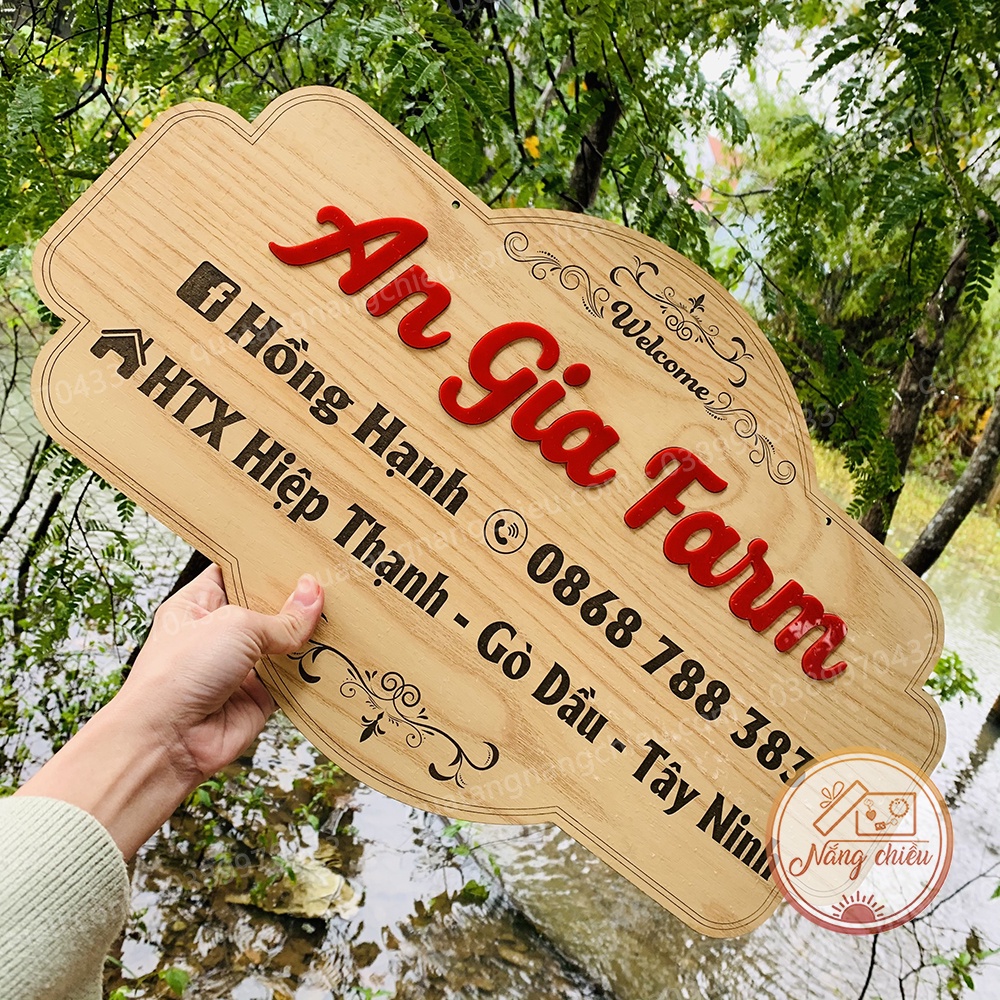 Welcome
An Gia Farm
Hồng Hạnh 0868 788 383
HTX Hiệp Thạnh - Gò Dầu - Tây Ninh
Nắng chiều